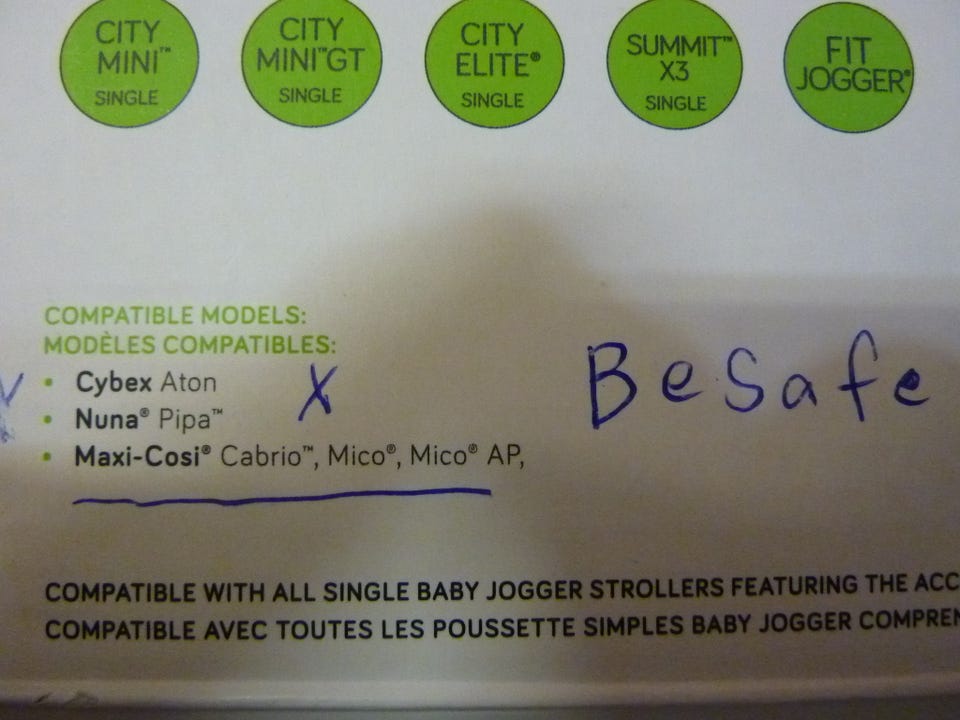 CITY MINI™ SINGLE
CITY MINI™GT SINGLE
CITY ELITE® SINGLE
SUMMIT™ X3 SINGLE
FIT JOGGER®
COMPATIBLE MODELS:
MODÈLES COMPATIBLES:
• Cybex Aton
• Nuna® Pipa™ X
• Maxi-Cosi® Cabrio™, Mico®, Mico® AP,
BeSafe
COMPATIBLE WITH ALL SINGLE BABY JOGGER STROLLERS FEATURING THE ACC
COMPATIBLE AVEC TOUTES LES POUSSETTE SIMPLES BABY JOGGER COMPREN